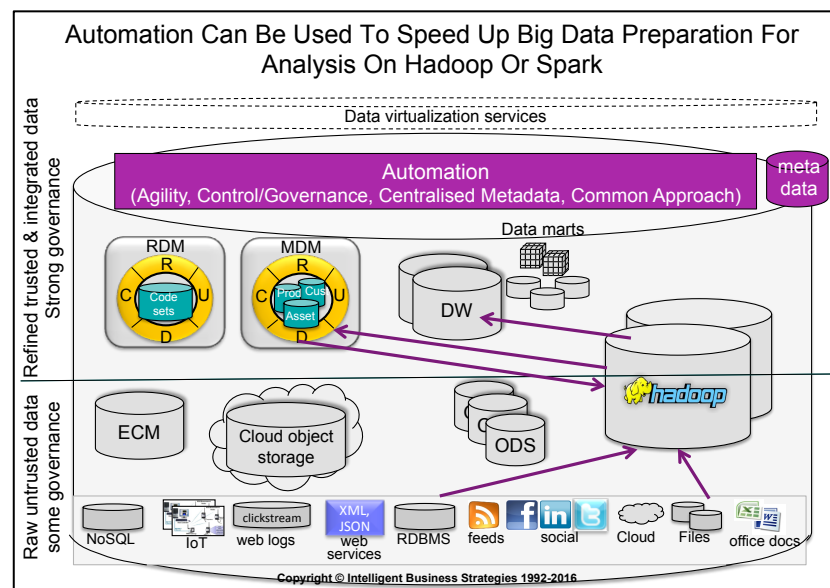 Automation Can Be Used To Speed Up Big Data Preparation For
Analysis On Hadoop Or Spark
Data virtualization services
Automation
(Agility, Control/Governance, Centralised Metadata, Common Approach)
meta
data
Refined trusted & integrated data
Strong governance
RDM
R
C
U
D
Code
sets
MDM
R
C
U
D
Prod
Cus
Asset
Data marts
DW
hadoop
Raw untrusted data
some governance
ECM
Cloud object
storage
ODS
NoSQL
IoT
clickstream
web logs
XML,
JSON
web
services
RDBMS
feeds
f
in
t
social
Cloud
Files
office docs
Copyright © Intelligent Business Strategies 1992-2016